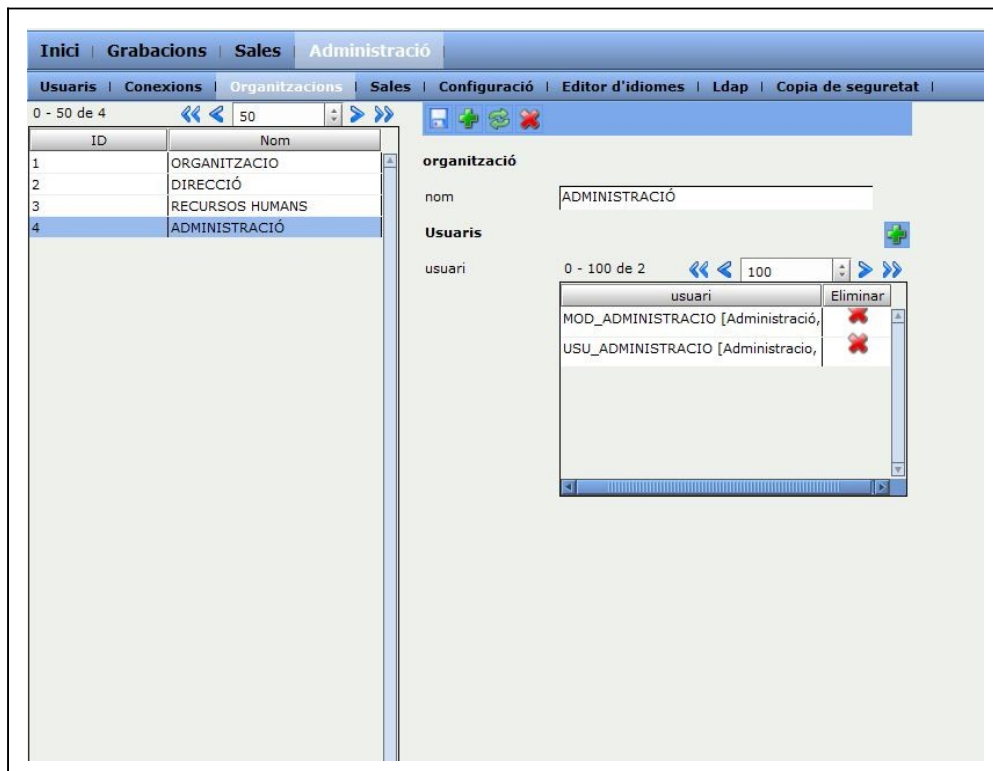 Inici | Grabacions | Sales | Administració |
Usuaris | Conexions | Organitzacions | Sales | Configuració | Editor d'idiomes | Ldap | Copia de seguretat |
0 - 50 de 4 50
ID Nom
1 ORGANITZACIO
2 DIRECCIÓ
3 RECURSOS HUMANS
4 ADMINISTRACIÓ
organització
nom ADMINISTRACIÓ
Usuaris
usuari 0 - 100 de 2 100
usuari Eliminar
MOD_ADMINISTRACIO [Administració,
USU_ADMINISTRACIO [Administracio,